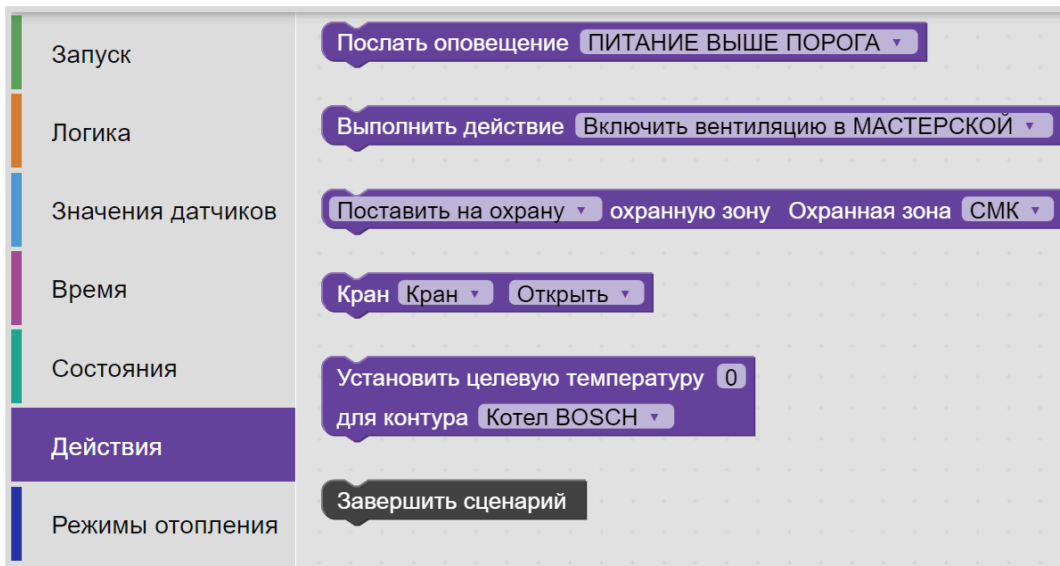 Запуск
Логика
Значения датчиков
Время
Состояния
Действия
Режимы отопления
Послать оповещение ПИТАНИЕ ВЫШЕ ПОРОГА
Выполнить действие Включить вентиляцию в МАСТЕРСКОЙ
Поставить на охрану охранную зону Охранная зона СМК
Кран Кран Открыть
Установить целевую температуру 0
для контура Котел BOSCH
Завершить сценарий